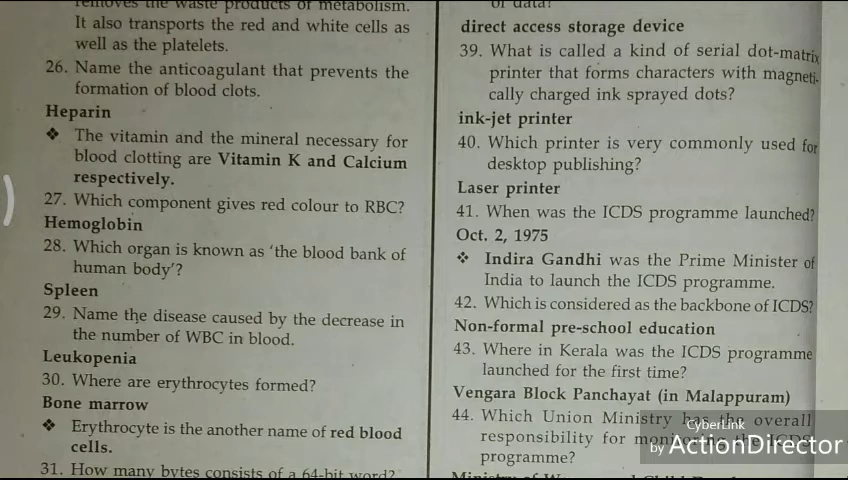 removes the waste products of metabolism.
It also transports the red and white cells as
well as the platelets.
26. Name the anticoagulant that prevents the
formation of blood clots.
Heparin
❖ The vitamin and the mineral necessary for
blood clotting are Vitamin K and Calcium
respectively.
27. Which component gives red colour to RBC?
Hemoglobin
28. Which organ is known as 'the blood bank of
human body'?
Spleen
29. Name the disease caused by the decrease in
the number of WBC in blood.
Leukopenia
30. Where are erythrocytes formed?
Bone marrow
❖ Erythrocyte is the another name of red blood
cells.
31. How many bytes consists of a 64-bit word?
of data?
direct access storage device
39. What is called a kind of serial dot-matrix
printer that forms characters with magneti-
cally charged ink sprayed dots?
ink-jet printer
40. Which printer is very commonly used for
desktop publishing?
Laser printer
41. When was the ICDS programme launched?
Oct. 2, 1975
❖ Indira Gandhi was the Prime Minister of
India to launch the ICDS programme.
42. Which is considered as the backbone of ICDS?
Non-formal pre-school education
43. Where in Kerala was the ICDS programme
launched for the first time?
Vengara Block Panchayat (in Malappuram)
44. Which Union Ministry has the overall
responsibility for monitoring the ICDS
programme?
Ministry of
CyberLink
by ActionDirector